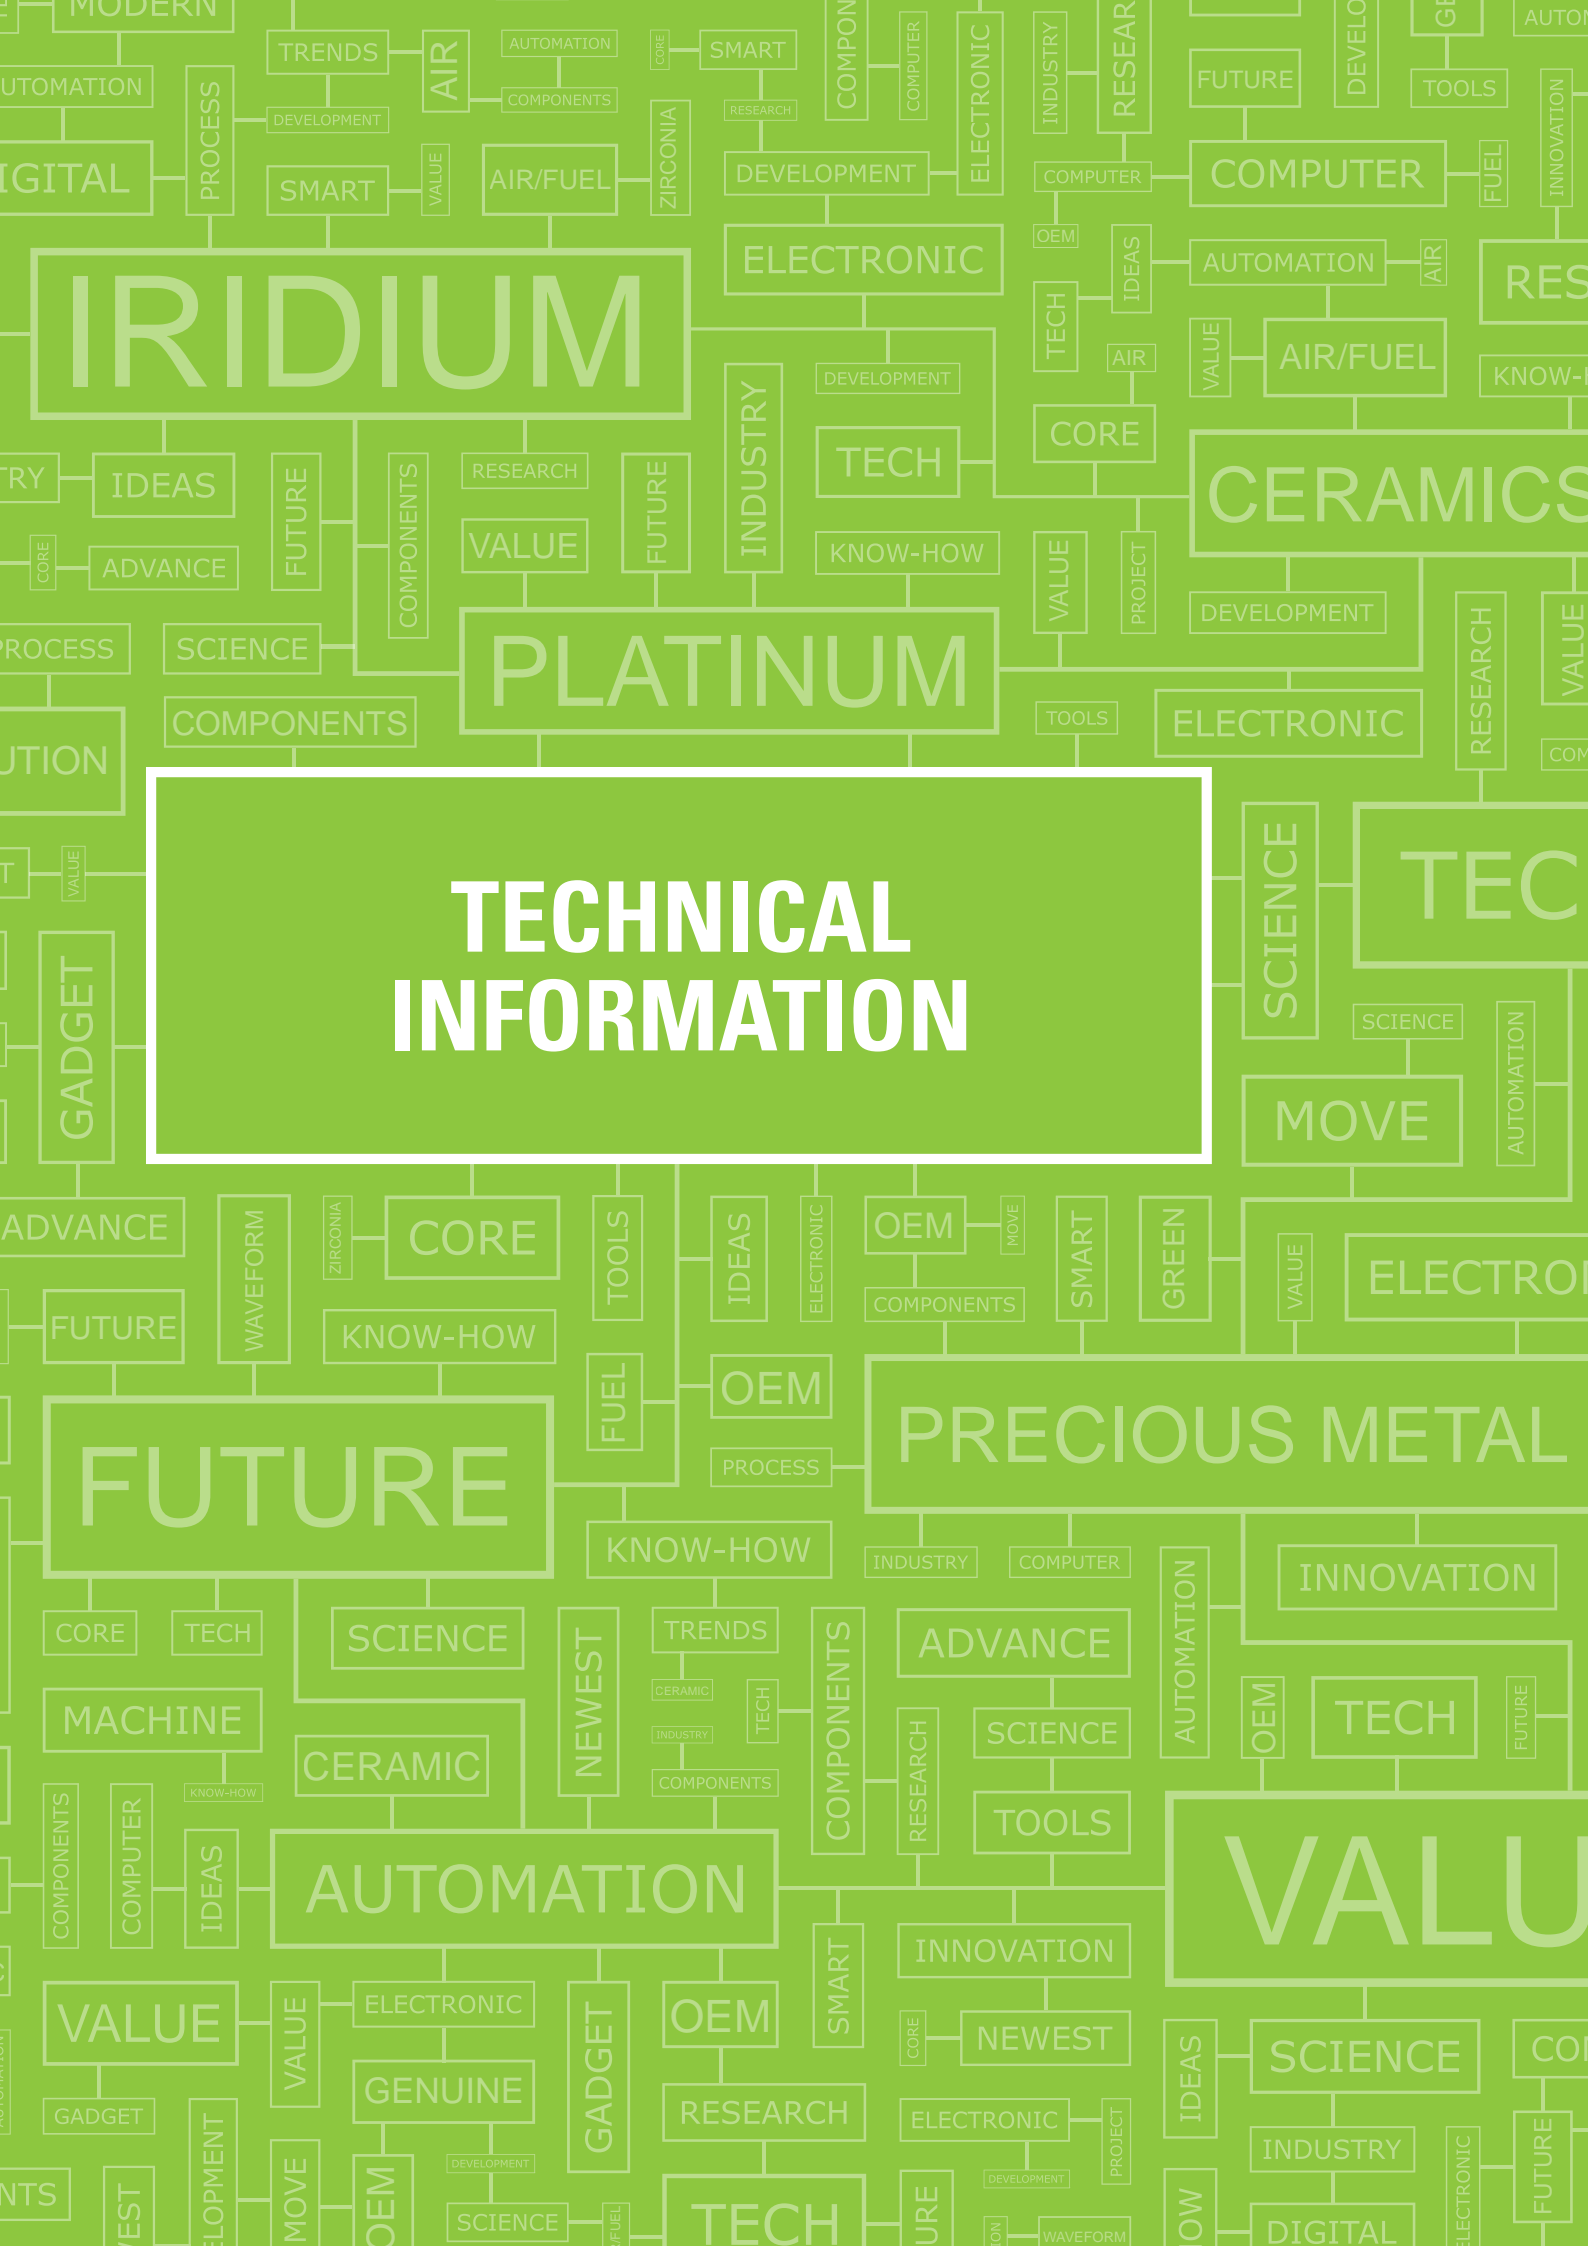 MODERN
TRENDS
AIR
AUTOMATION
CORE
SMART
COMPUTER
ELECTRONIC
INDUSTRY
FUTURE
TOOLS
PROCESS
COMPONENTS
ZIRCONIA
RESEARCH
INNOVATION
DEVELOPMENT
SMART
VALUE
AIR/FUEL
DEVELOPMENT
COMPUTER
COMPUTER
FUEL
OEM
IRIDIUM
ELECTRONIC
IDEAS
AUTOMATION
AIR
TECH
VALUE
AIR/FUEL
AIR
DEVELOPMENT
INDUSTRY
CORE
IDEAS
FUTURE
COMPONENTS
RESEARCH
FUTURE
TECH
CERAMICS
CORE
ADVANCE
VALUE
KNOW-HOW
VALUE
PROJECT
DEVELOPMENT
RESEARCH
VALUE
SCIENCE
PLATINUM
COMPONENTS
TOOLS
ELECTRONIC
VALUE
TECHNICAL
INFORMATION
SCIENCE
GADGET
SCIENCE
AUTOMATION
MOVE
ADVANCE
WAVEFORM
ZIRCONIA
CORE
TOOLS
IDEAS
ELECTRONIC
OEM
MOVE
SMART
GREEN
VALUE
COMPONENTS
FUTURE
KNOW-HOW
FUEL
OEM
FUTURE
PROCESS
PRECIOUS METAL
KNOW-HOW
INDUSTRY
COMPUTER
AUTOMATION
INNOVATION
CORE
TECH
SCIENCE
NEWEST
TRENDS
COMPONENTS
ADVANCE
CERAMIC
TECH
OEM
TECH
FUTURE
MACHINE
INDUSTRY
RESEARCH
SCIENCE
CERAMIC
COMPONENTS
KNOW-HOW
COMPONENTS
COMPUTER
IDEAS
TOOLS
AUTOMATION
SMART
INNOVATION
VALUE
VALUE
ELECTRONIC
GADGET
OEM
CORE
NEWEST
IDEAS
SCIENCE
GENUINE
GADGET
RESEARCH
ELECTRONIC
PROJECT
INDUSTRY
FUTURE
DEVELOPMENT
DEVELOPMENT
MOVE
OEM
SCIENCE
TECH
WAVEFORM
DIGITAL